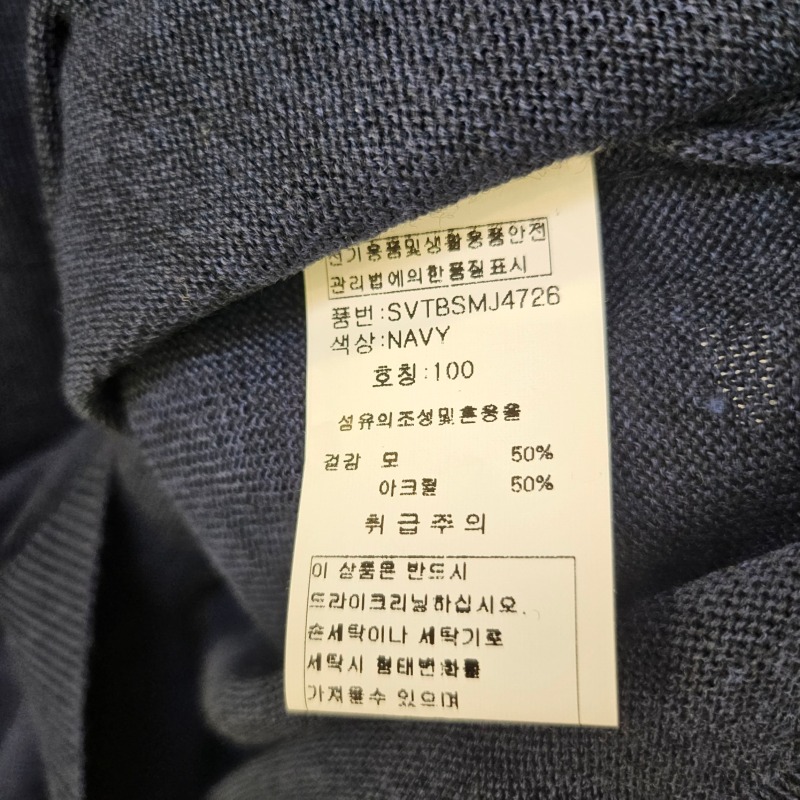 전기용품및생활용품안전
관리법에의한품질표시
품번:SVTBSMJ4726
색상:NAVY
호칭:100
섬유의조성및혼용율
겉감 모 50%
아크릴 50%
취급주의
이 상품은 반드시
드라이크리닝하십시오.
손세탁이나 세탁기로
세탁시 형태변화를
가져올수 있으며